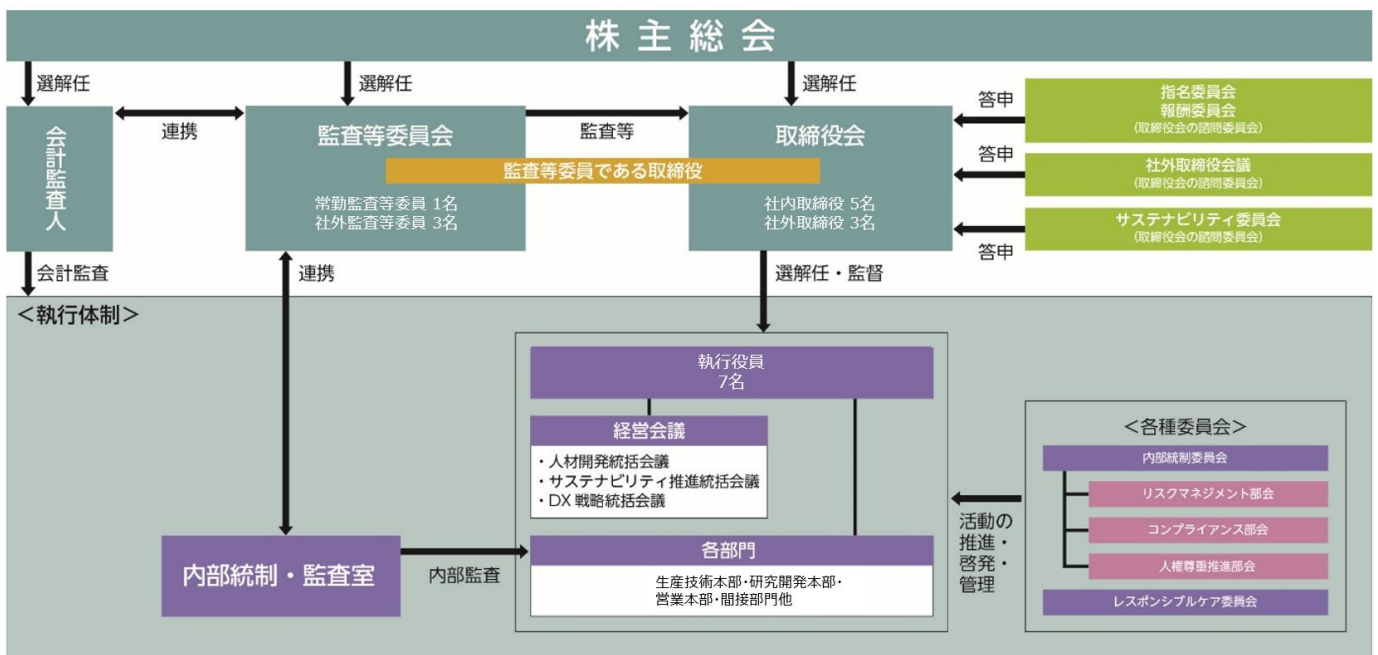 株主総会
選解任
選解任
選解任
会計監査人
連携
監査等委員会
監査等
取締役会
監査等委員である取締役
常勤監査等委員 1名
社外監査等委員 3名
社内取締役 5名
社外取締役 3名
答申
指名委員会
報酬委員会
(取締役会の諮問委員会)
答申
社外取締役会議
(取締役会の諮問委員会)
サステナビリティ委員会
(取締役会の諮問委員会)
答申
会計監査
連携
選解任・監督
＜執行体制＞
執行役員
7名
経営会議
・人材開発統括会議
・サステナビリティ推進統括会議
・DX 戦略統括会議
内部統制・監査室
内部監査
各部門
生産技術本部・研究開発本部・
営業本部・間接部門他
活動の
推進・
啓発・
管理
＜各種委員会＞
内部統制委員会
リスクマネジメント部会
コンプライアンス部会
人権尊重推進部会
レスポンシブルケア委員会